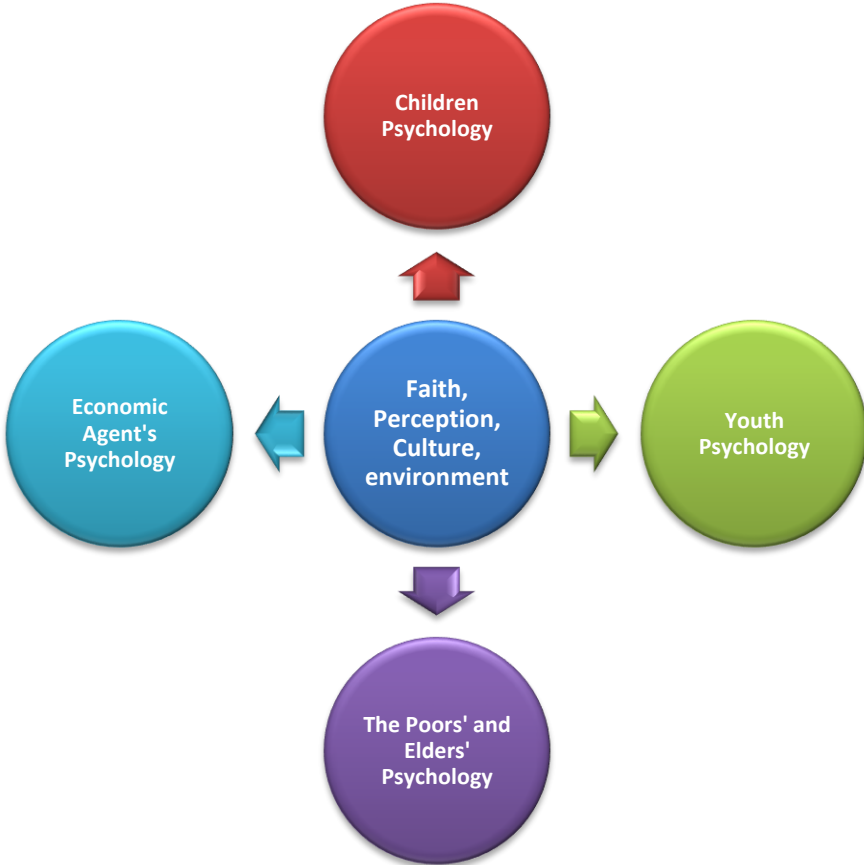 Children
Psychology
Economic
Agent's
Psychology
Faith,
Perception,
Culture,
environment
Youth
Psychology
The Poors' and
Elders'
Psychology